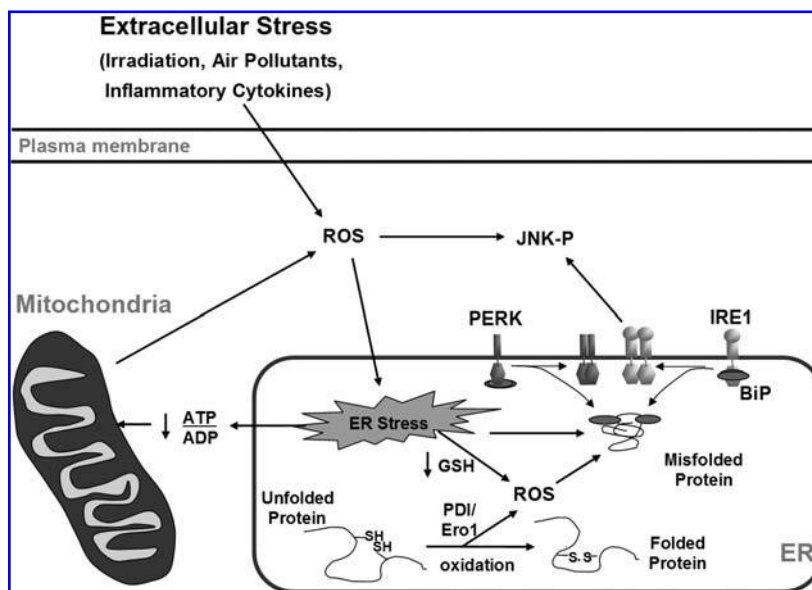 Extracellular Stress
(Irradiation, Air Pollutants,
Inflammatory Cytokines)
Plasma membrane
ROS
JNK-P
Mitochondria
PERK
IRE1
BiP
ER Stress
ATP
ADP
GSH
Misfolded
Protein
ROS
Unfolded
Protein
PDI/
Ero1
SH
SH
oxidation
S-S
Folded
Protein
ER